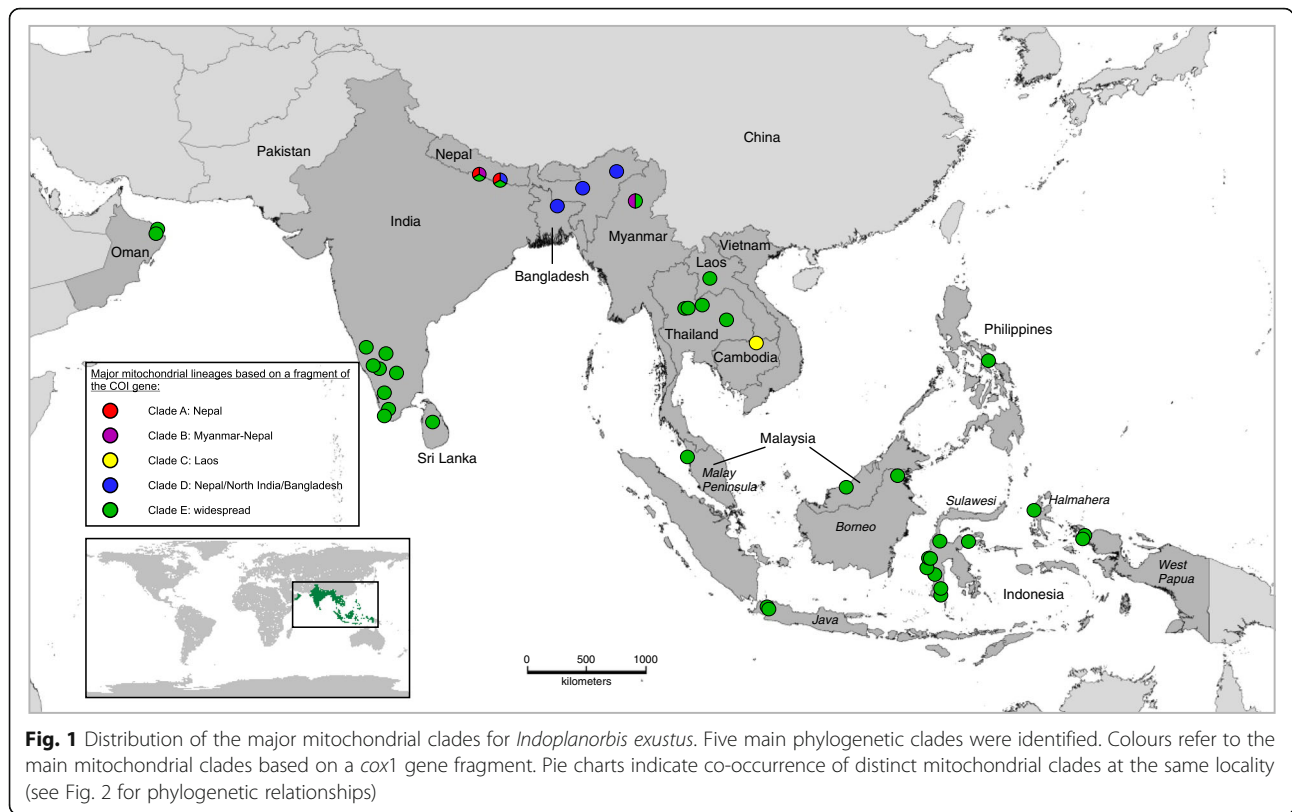 China
Pakistan
Nepal
India
Oman
Myanmar
Bangladesh
Vietnam
Laos
Thailand
Cambodia
Philippines
Sri Lanka
Malaysia
Malay
Peninsula
Borneo
Sulawesi
Halmahera
West
Papua
Indonesia
Java
Major mitochondrial lineages based on a fragment of
the COI gene:
Clade A: Nepal
Clade B: Myanmar-Nepal
Clade C: Laos
Clade D: Nepal/North India/Bangladesh
Clade E: widespread
0 500 1000
kilometers
Fig. 1 Distribution of the major mitochondrial clades for Indoplanorbis exustus. Five main phylogenetic clades were identified. Colours refer to the
main mitochondrial clades based on a cox1 gene fragment. Pie charts indicate co-occurrence of distinct mitochondrial clades at the same locality
(see Fig. 2 for phylogenetic relationships)